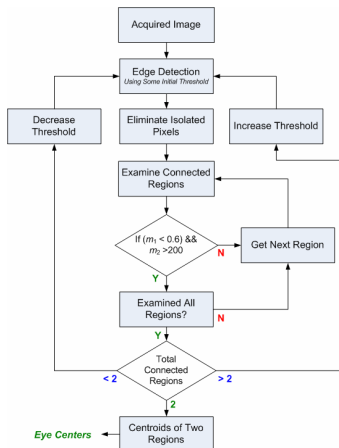 Acquired Image
Edge Detection
Using Some Initial Threshold
Decrease
Threshold
Eliminate Isolated
Pixels
Increase Threshold
Examine Connected
Regions
If (m₁ < 0.6) &&
m₂ >200
N
Get Next Region
Y
Examined All
Regions?
N
Y
Total
Connected
Regions
< 2
> 2
2
Eye Centers
Centroids of Two
Regions